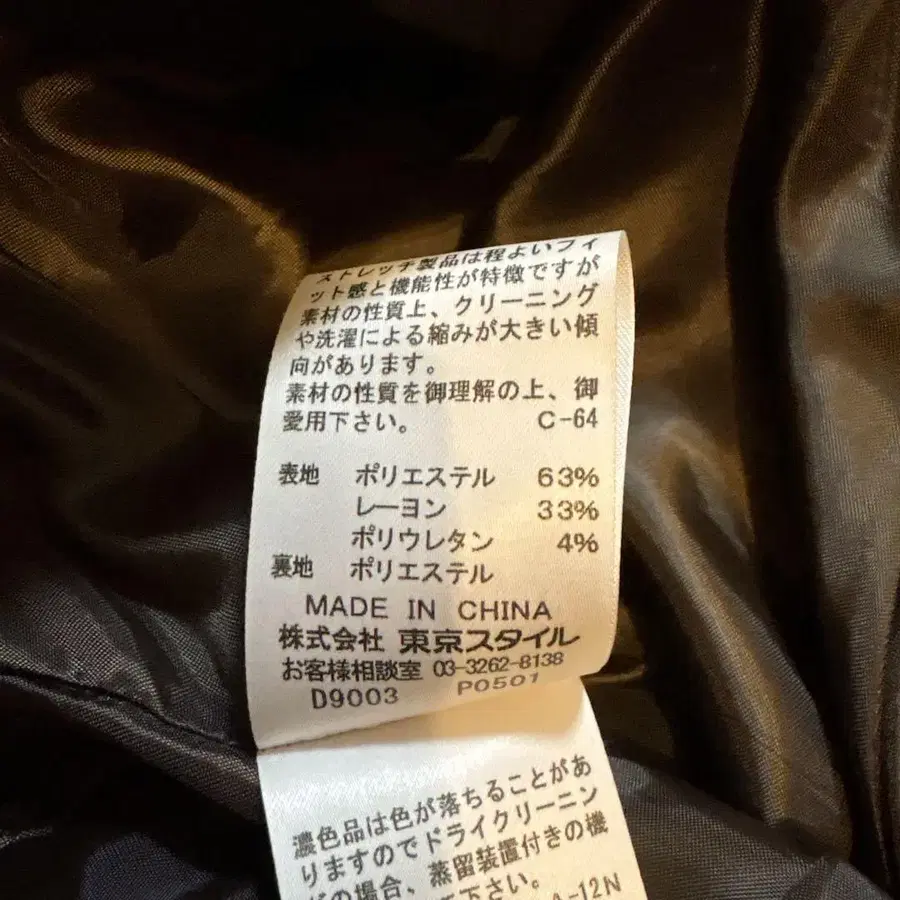 ストレッチ製品は程よいフィ
ット感と機能性が特徴ですが
素材の性質上、クリーニング
や洗濯による縮みが大きい傾
向があります。
素材の性質を御理解の上、御
愛用下さい。 C-64
表地 ポリエステル 63%
レーヨン 33%
ポリウレタン 4%
裏地 ポリエステル
MADE IN CHINA
株式会社 東京スタイル
お客様相談室 03-3262-8138
D9003 P0501
濃色品は色が落ちることがあ
りますのでドライクリーニン
グの場合、蒸留装置付きの機
下さい。
A-12N